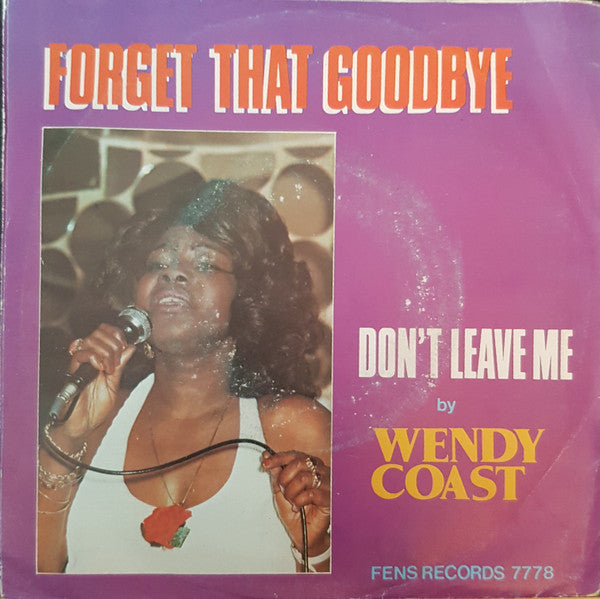 FORGET THAT GOODBYE
DON'T LEAVE ME
by
WENDY
COAST
FENS RECORDS 7778